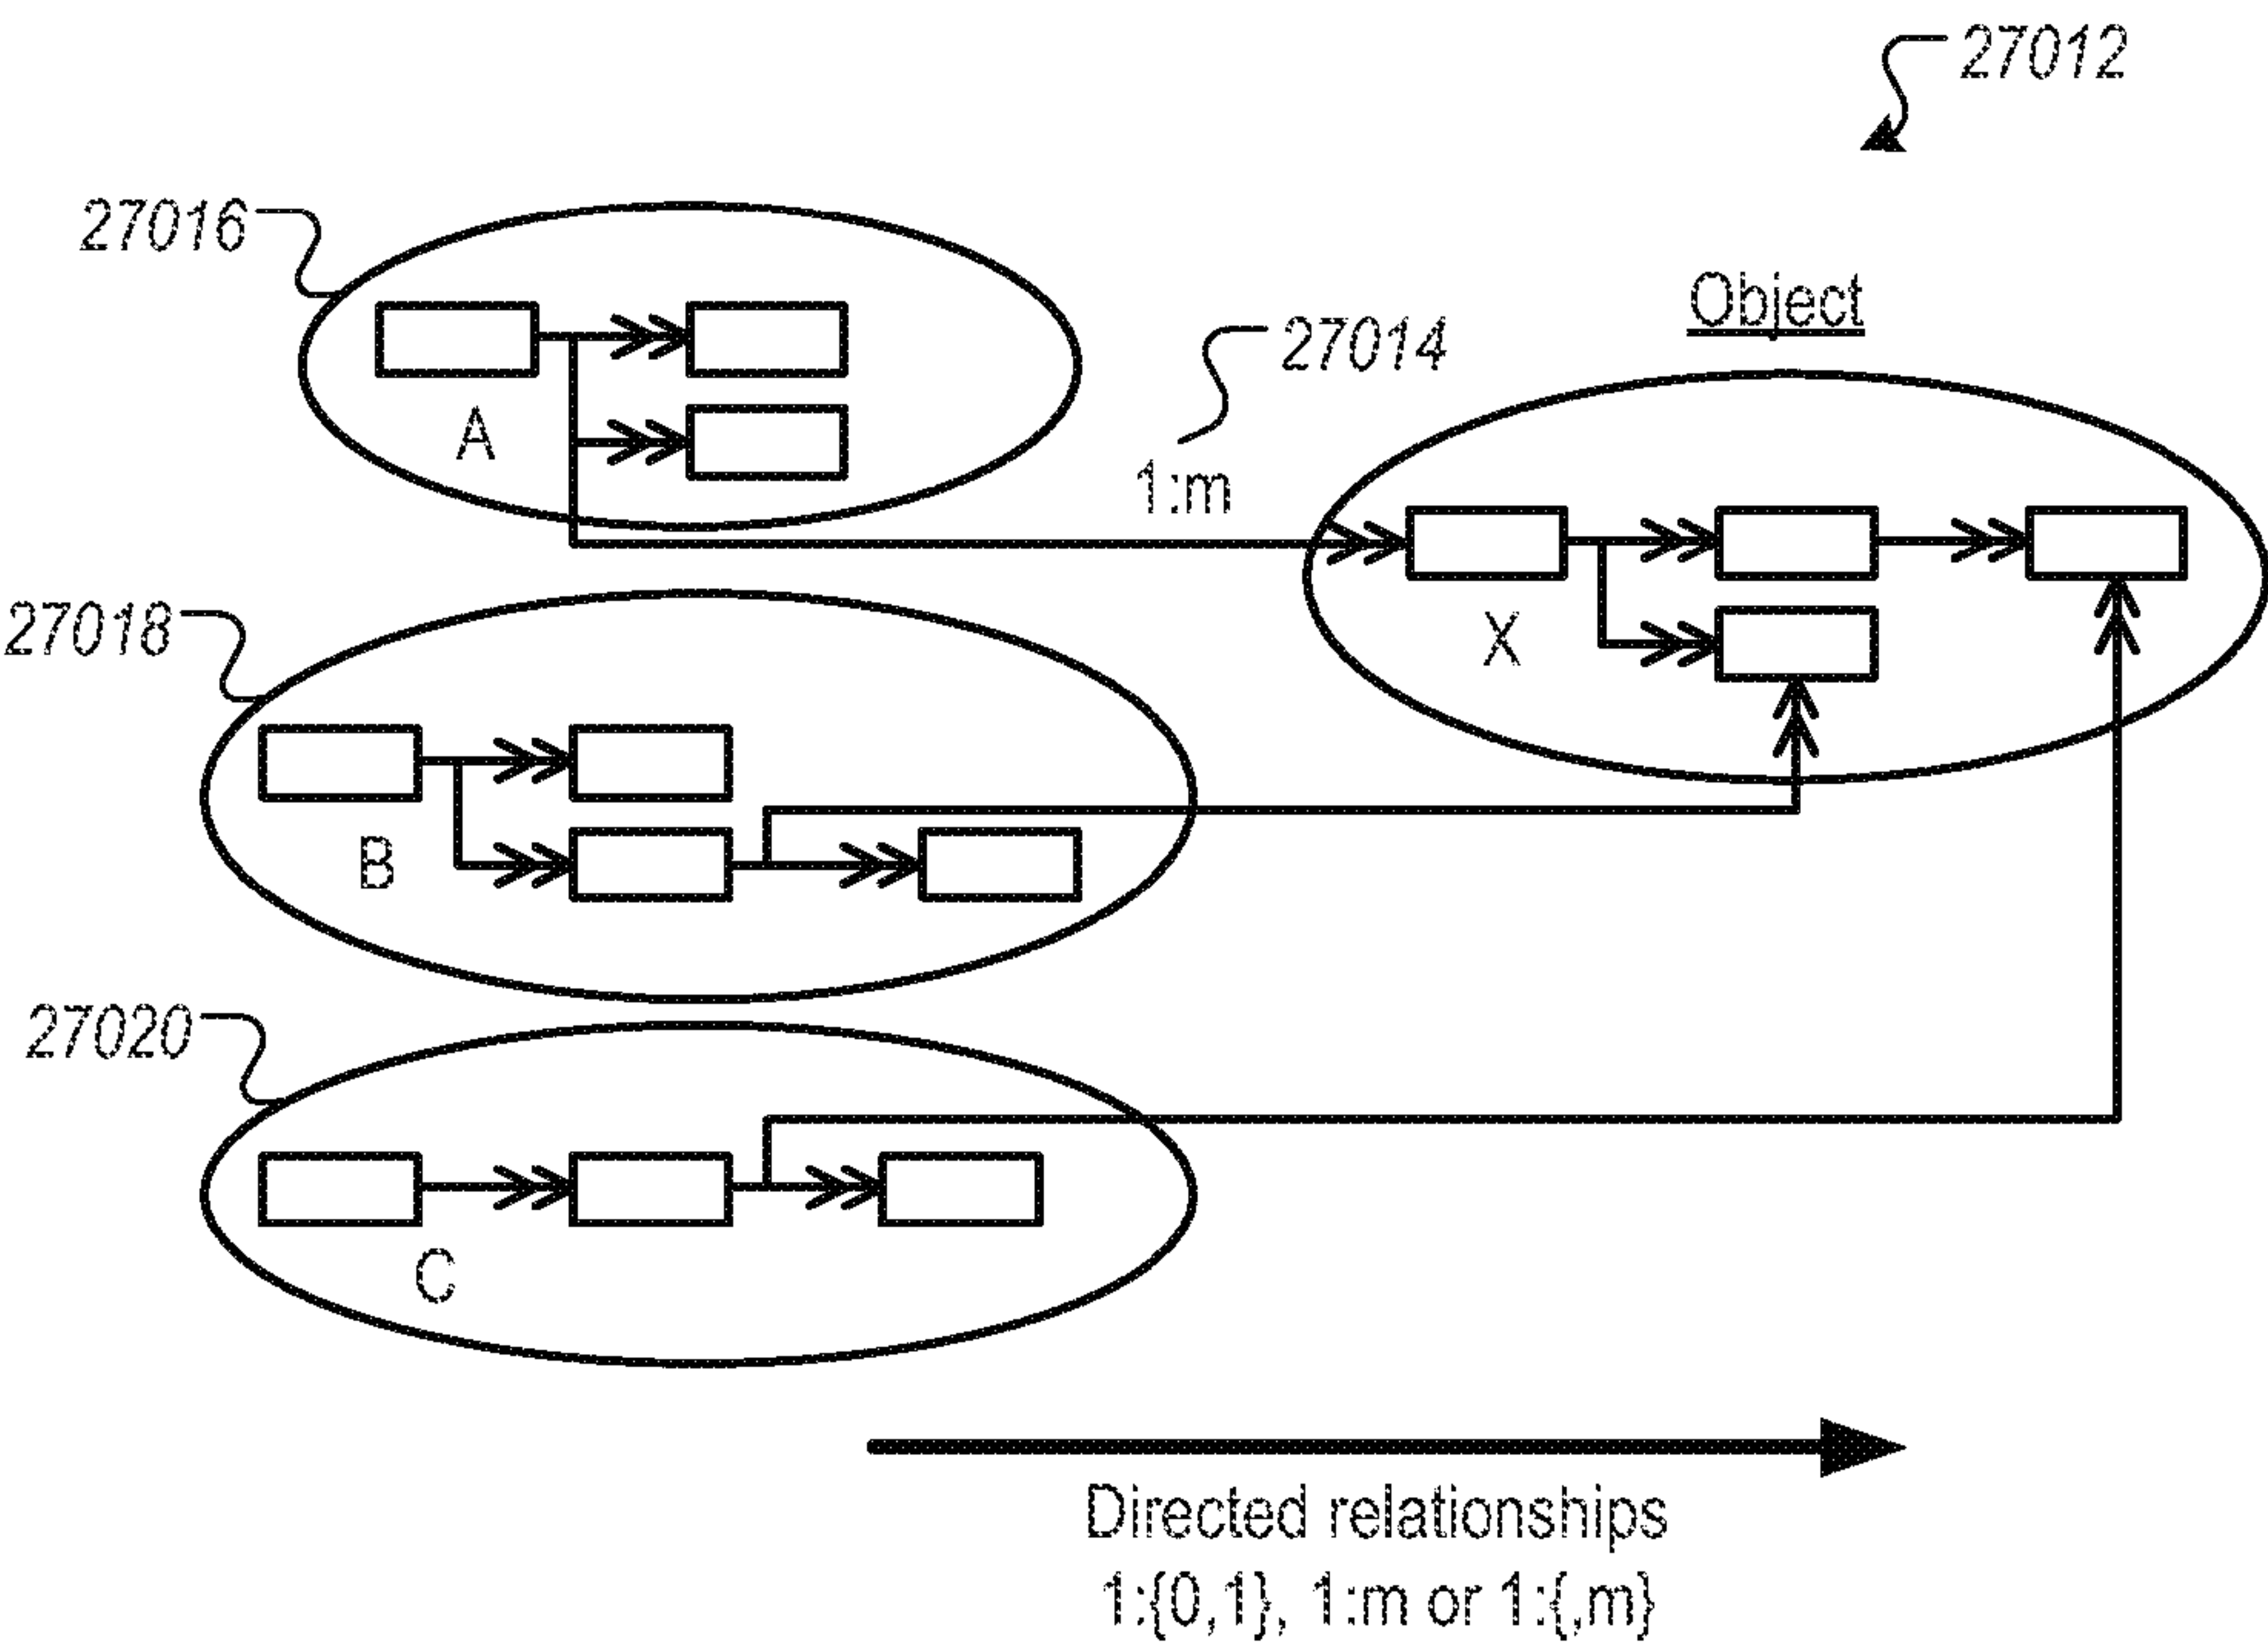 27012
27016
Object
27014
A
1:m
27018
X
B
27020
C
Directed relationships
1:{0,1}, 1:m or 1:{,m}